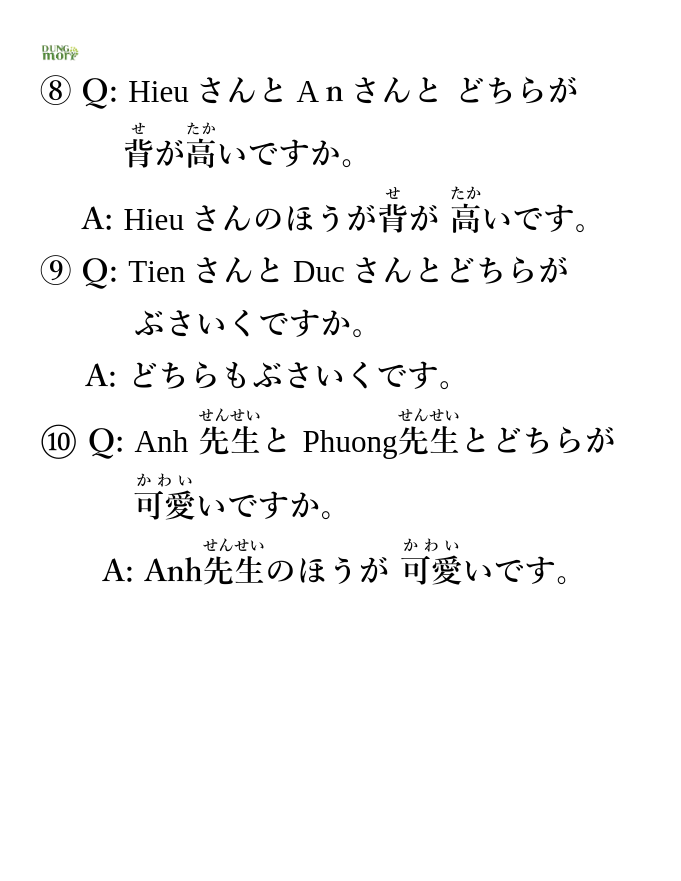 DUNG
mori
⑧ Q: Hieu さんと A n さんと どちらが
せ たか
背が高いですか。
せ たか
A: Hieu さんのほうが背が 高いです。
⑨ Q: Tien さんと Duc さんとどちらが
ぶさいくですか。
A: どちらもぶさいくです。
せんせい せんせい
⑩ Q: Anh 先生と Phuong先生とどちらが
か わ い
可愛いですか。
せんせい か わ い
A: Anh先生のほうが 可愛いです。